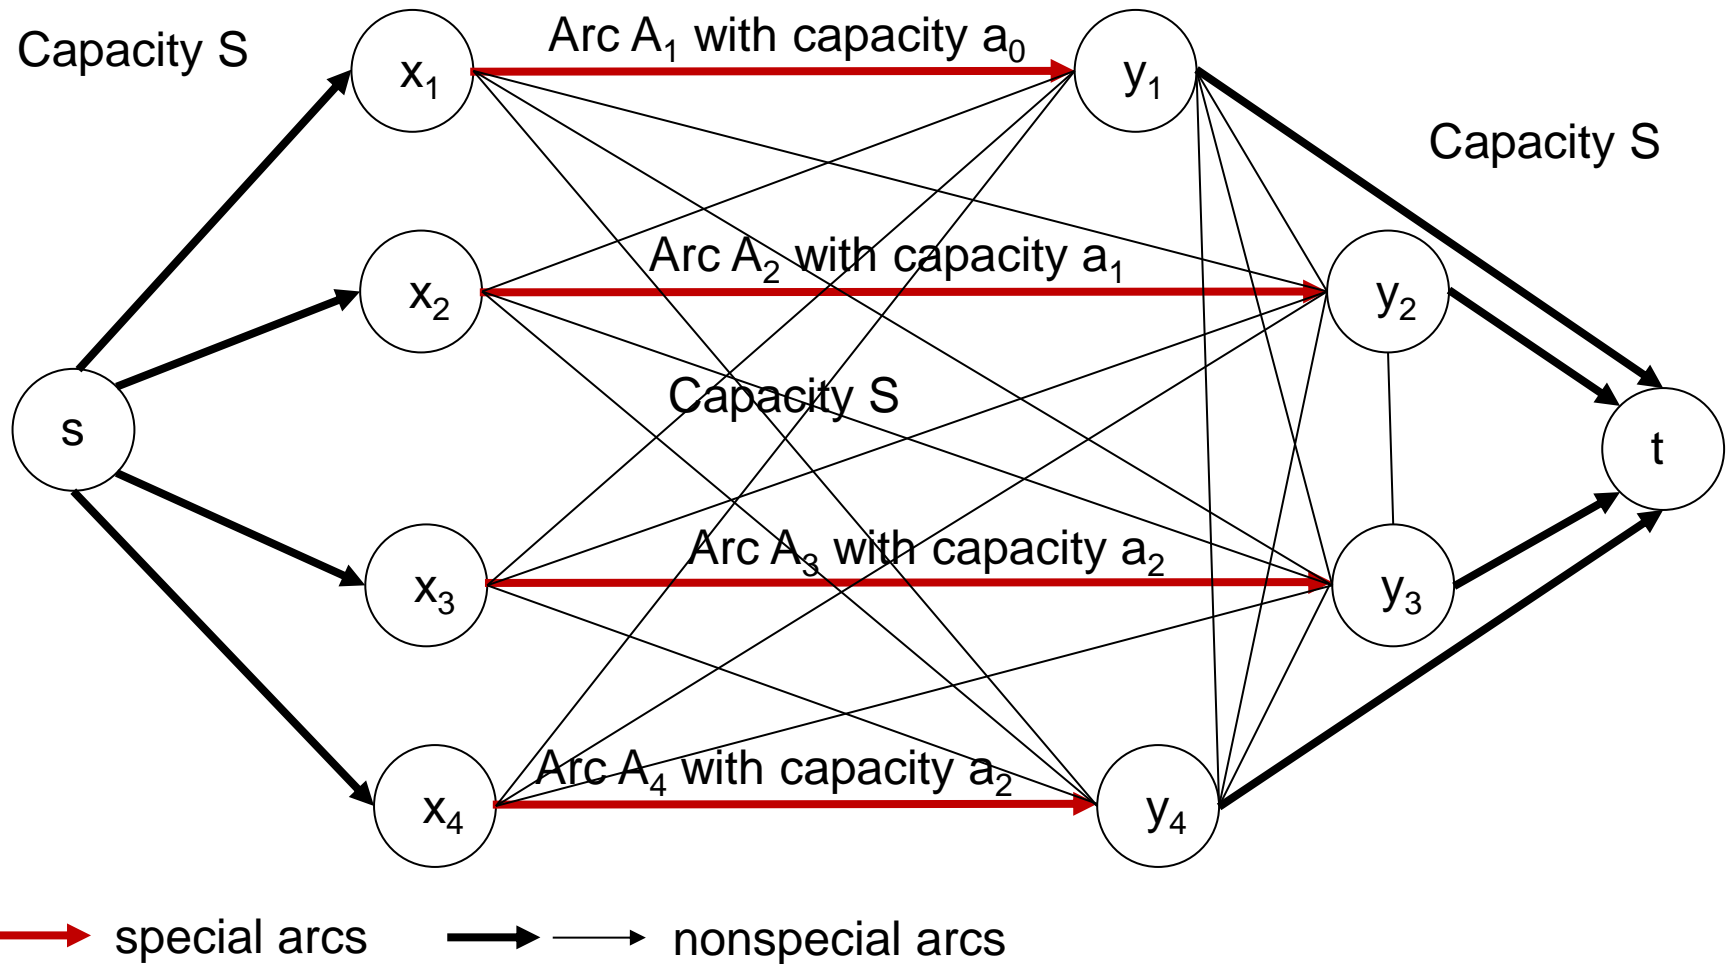 Capacity S
x₁
Arc A₁ with capacity a₀
y₁
Capacity S
x₂
Arc A₂ with capacity a₁
y₂
Capacity S
s
t
x₃
Arc A₃ with capacity a₂
y₃
x₄
Arc A₄ with capacity a₂
y₄
special arcs
nonspecial arcs